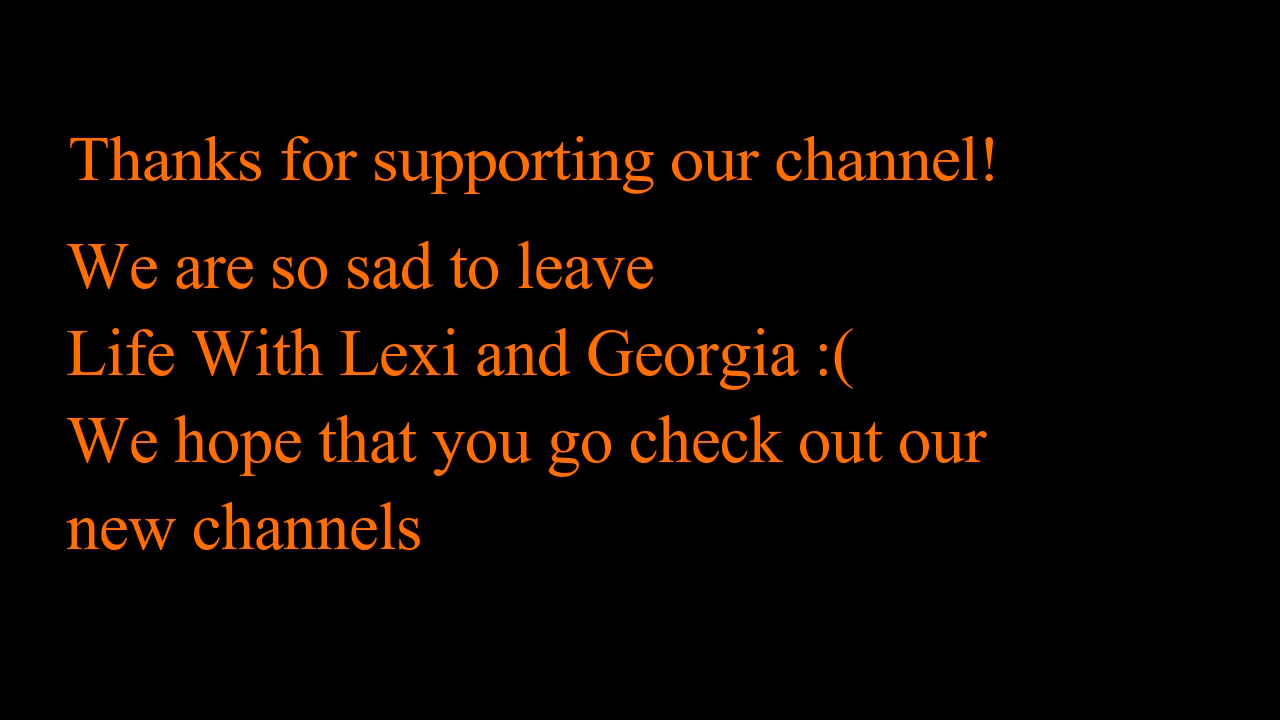 Thanks for supporting our channel!
We are so sad to leave
Life With Lexi and Georgia :(
We hope that you go check out our
new channels